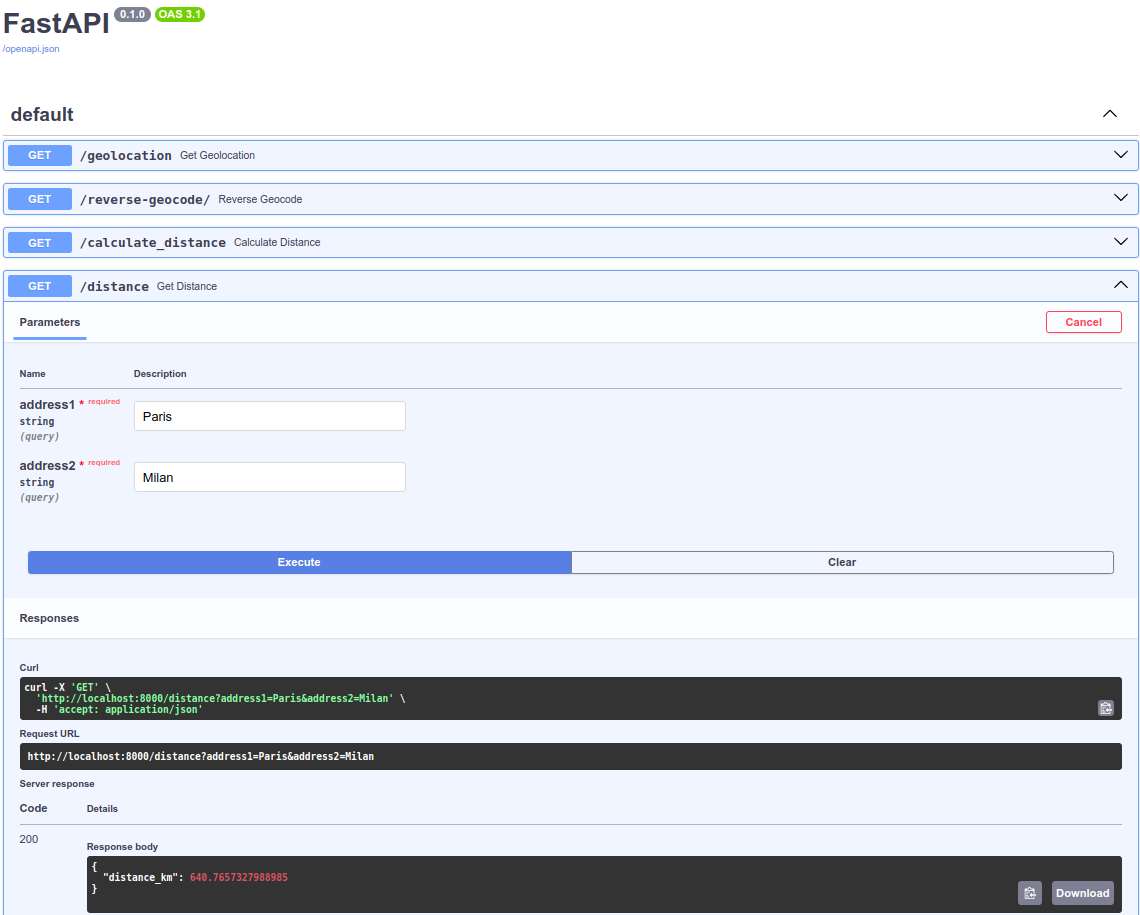 FastAPI 0.1.0 OAS 3.1
/openapi.json
default
GET /geolocation Get Geolocation
GET /reverse-geocode/ Reverse Geocode
GET /calculate_distance Calculate Distance
GET /distance Get Distance
Parameters Cancel
Name Description
address1 * required
string
(query)
Paris
address2 * required
string
(query)
Milan
Execute Clear
Responses
Curl
curl -X 'GET' \
'http://localhost:8000/distance?address1=Paris&address2=Milan' \
-H 'accept: application/json'
Request URL
http://localhost:8000/distance?address1=Paris&address2=Milan
Server response
Code Details
200
Response body
{
"distance_km": 640.7657327988985
}
Download